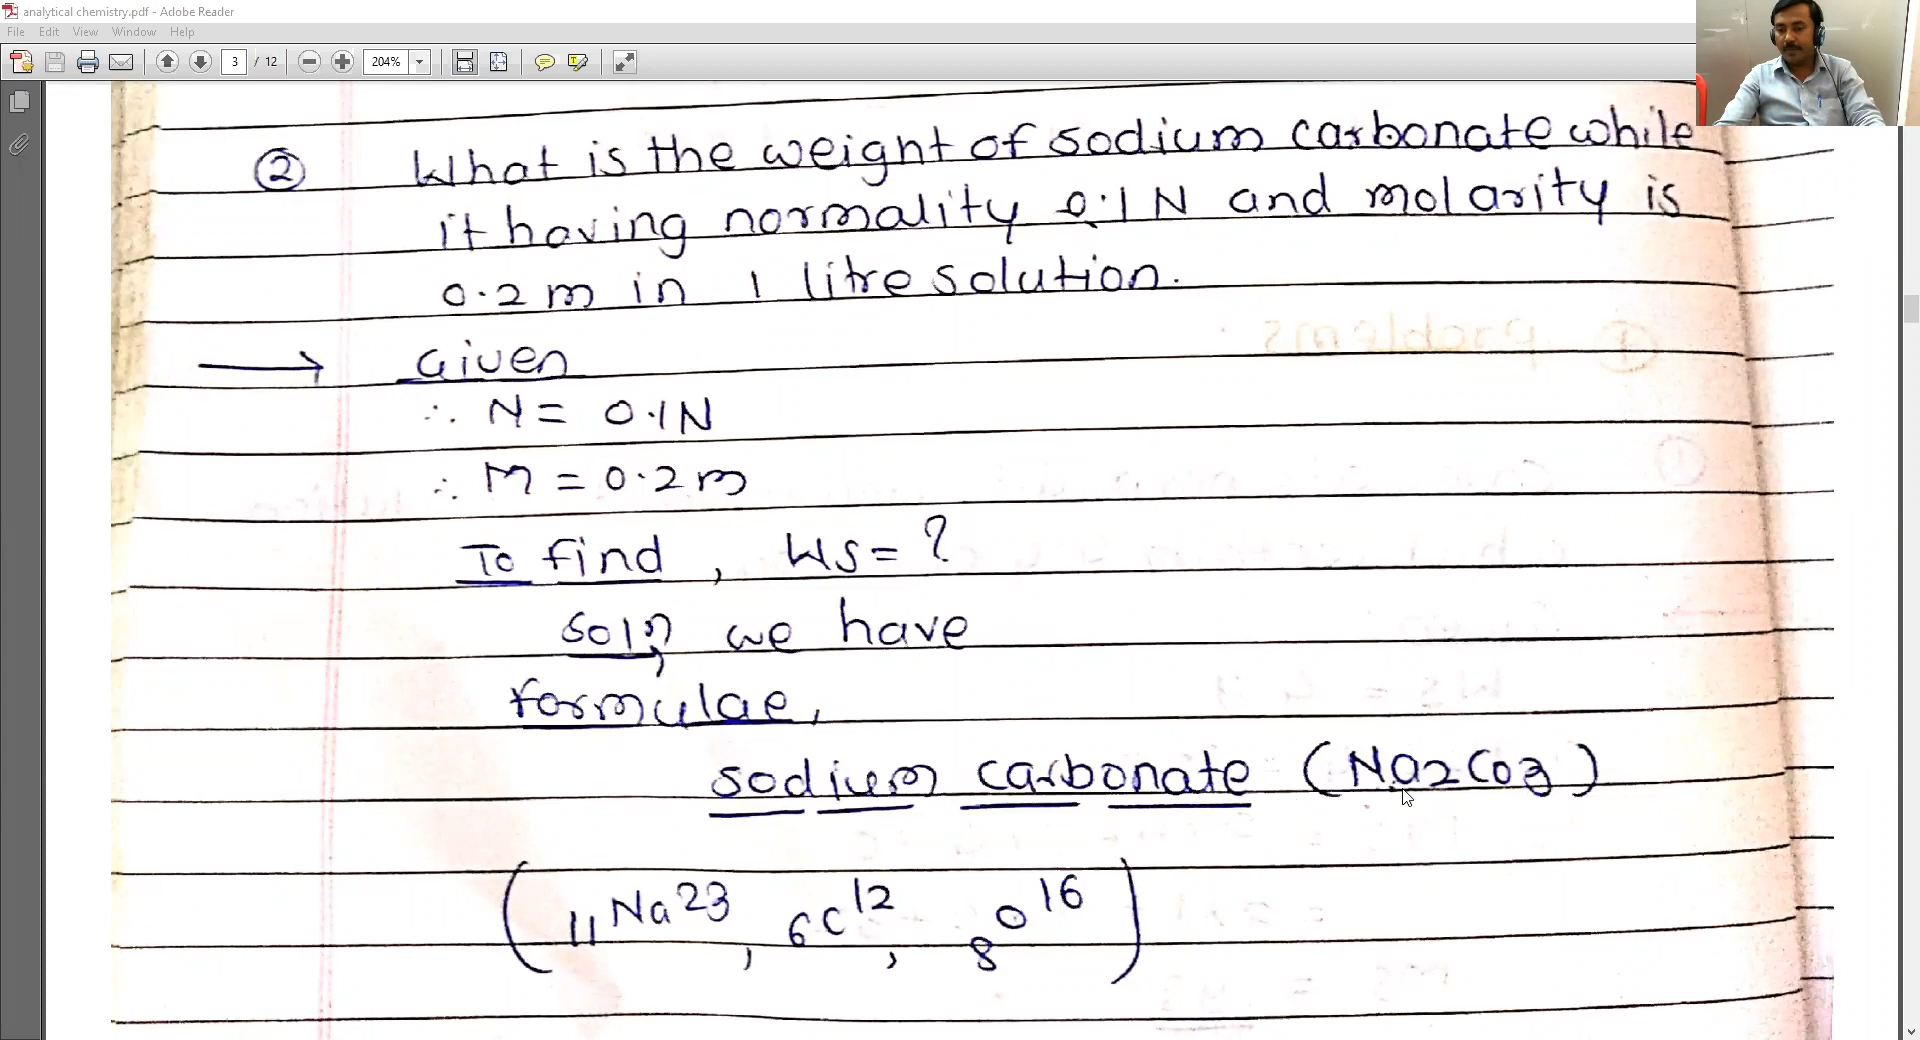 analytical chemistry.pdf - Adobe Reader
File Edit View Window Help
3 / 12 204%
② What is the weight of sodium carbonate while
it having normality 0.1N and molarity is
0.2m in 1 litre solution.
→ Given
∴ N = 0.1N
∴ M = 0.2m
To find, Ws = ?
soln, we have
formulae,
sodium carbonate (Na2CO3)
(11Na23, 6C12, 8O16)